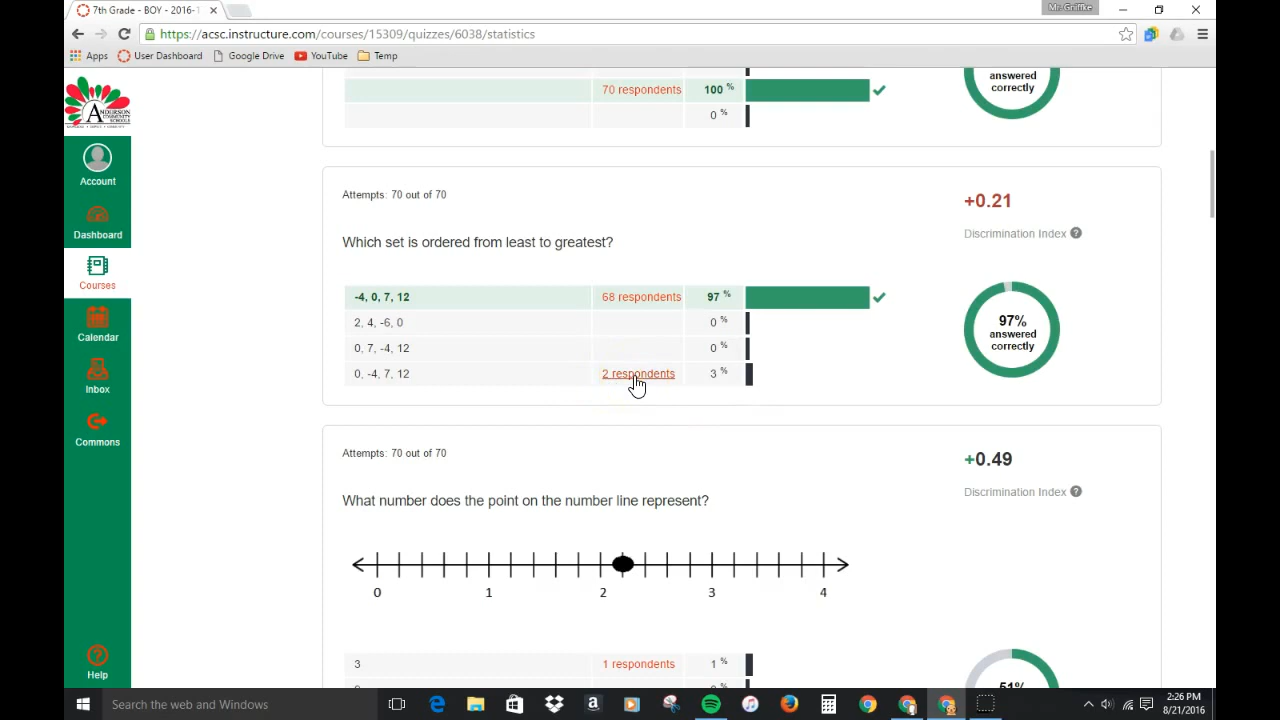 7th Grade - BOY - 2016-1
Mr. Griffke
https://acsc.instructure.com/courses/15309/quizzes/6038/statistics
Apps User Dashboard Google Drive YouTube Temp
ANDERSON
COMMUNITY
SCHOOLS
Account
Dashboard
Courses
Calendar
Inbox
Commons
Help
70 respondents 100 %
0 %
answered
correctly
Attempts: 70 out of 70
+0.21
Discrimination Index ?
Which set is ordered from least to greatest?
-4, 0, 7, 12 68 respondents 97 %
2, 4, -6, 0 0 %
0, 7, -4, 12 0 %
0, -4, 7, 12 2 respondents 3 %
97%
answered
correctly
Attempts: 70 out of 70
+0.49
Discrimination Index ?
What number does the point on the number line represent?
0 1 2 3 4
3 1 respondents 1 %
51%
Search the web and Windows
2:26 PM
8/21/2016